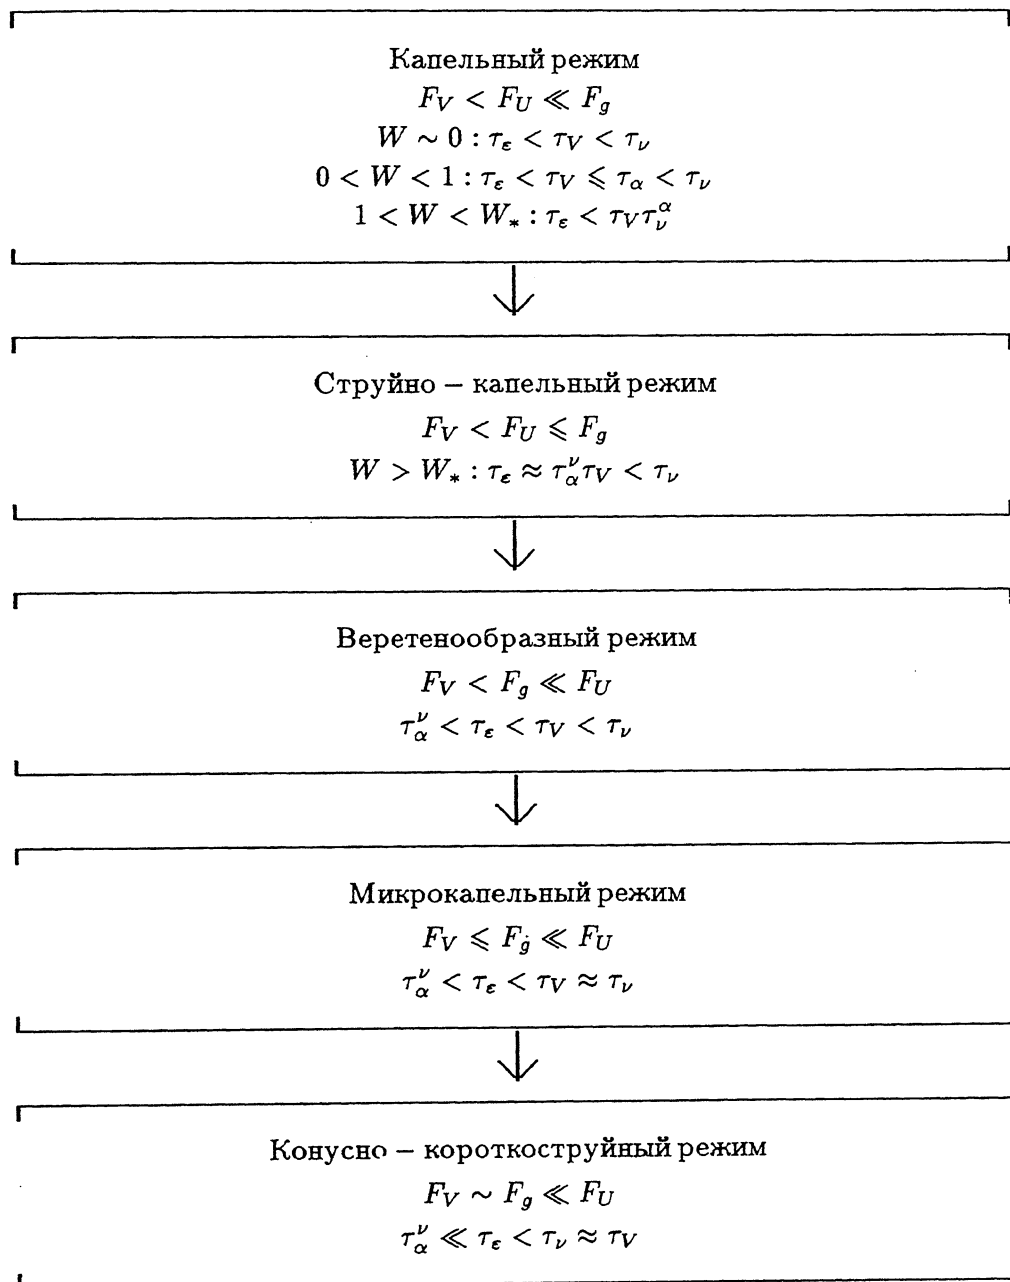 Капельный режим
F_V < F_U ≪ F_g
W ∼ 0 : τ_ε < τ_V < τ_ν
0 < W < 1 : τ_ε < τ_V ⩽ τ_α < τ_ν
1 < W < W_* : τ_ε < τ_V τ_ν^α
Струйно – капельный режим
F_V < F_U ⩽ F_g
W > W_* : τ_ε ≈ τ_α^ν τ_V < τ_ν
Веретенообразный режим
F_V < F_g ≪ F_U
τ_α^ν < τ_ε < τ_V < τ_ν
Микрокапельный режим
F_V ⩽ F_g ≪ F_U
τ_α^ν < τ_ε < τ_V ≈ τ_ν
Конусно – короткоструйный режим
F_V ∼ F_g ≪ F_U
τ_α^ν ≪ τ_ε < τ_ν ≈ τ_V